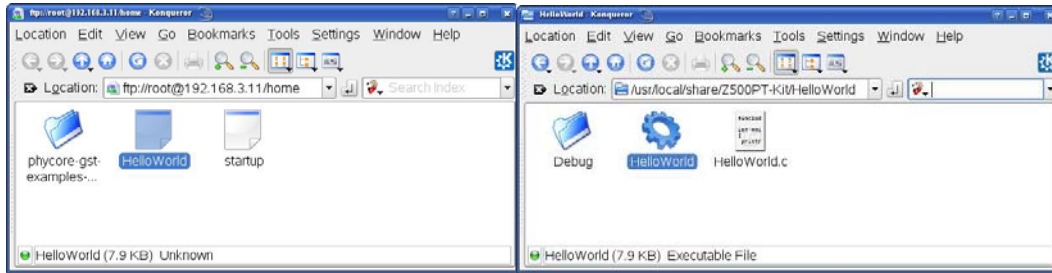 ftp://root@192.168.3.11/home - Konqueror
Location Edit View Go Bookmarks Tools Settings Window Help
Location: ftp://root@192.168.3.11/home
Search Index
phycore-gst-
examples-...
HelloWorld
startup
HelloWorld (7.9 KB) Unknown
HelloWorld - Konqueror
Location Edit View Go Bookmarks Tools Settings Window Help
Location: /usr/local/share/Z500PT-Kit/HelloWorld
Debug
HelloWorld
HelloWorld.c
HelloWorld (7.9 KB) Executable File